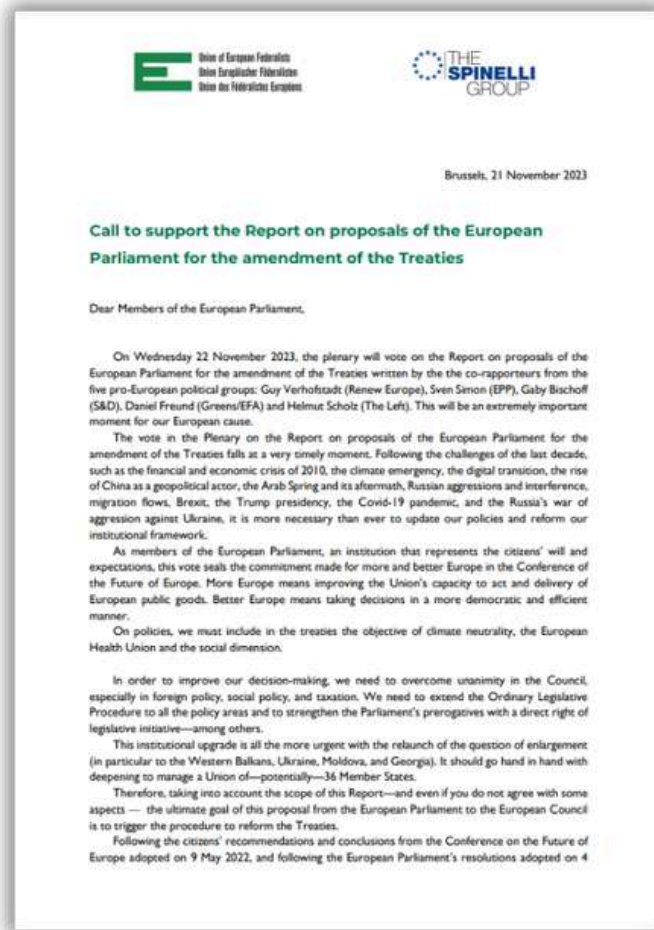 Union of European Federalists
Union Europäischer Föderalisten
Union des Fédéralistes Européens
THE
SPINELLI
GROUP
Brussels, 21 November 2023
Call to support the Report on proposals of the European
Parliament for the amendment of the Treaties
Dear Members of the European Parliament,
On Wednesday 22 November 2023, the plenary will vote on the Report on proposals of the
European Parliament for the amendment of the Treaties written by the the co-rapporteurs from the
five pro-European political groups: Guy Verhofstadt (Renew Europe), Sven Simon (EPP), Gaby Bischoff
(S&D), Daniel Freund (Greens/EFA) and Helmut Scholz (The Left). This will be an extremely important
moment for our European cause.
The vote in the Plenary on the Report on proposals of the European Parliament for the
amendment of the Treaties falls at a very timely moment. Following the challenges of the last decade,
such as the financial and economic crisis of 2010, the climate emergency, the digital transition, the rise
of China as a geopolitical actor, the Arab Spring and its aftermath, Russian aggressions and interference,
migration flows, Brexit, the Trump presidency, the Covid-19 pandemic, and the Russia's war of
aggression against Ukraine, it is more necessary than ever to update our policies and reform our
institutional framework.
As members of the European Parliament, an institution that represents the citizens' will and
expectations, this vote seals the commitment made for more and better Europe in the Conference of
the Future of Europe. More Europe means improving the Union's capacity to act and delivery of
European public goods. Better Europe means taking decisions in a more democratic and efficient
manner.
On policies, we must include in the treaties the objective of climate neutrality, the European
Health Union and the social dimension.
In order to improve our decision-making, we need to overcome unanimity in the Council,
especially in foreign policy, social policy, and taxation. We need to extend the Ordinary Legislative
Procedure to all the policy areas and to strengthen the Parliament's prerogatives with a direct right of
legislative initiative—among others.
This institutional upgrade is all the more urgent with the relaunch of the question of enlargement
(in particular to the Western Balkans, Ukraine, Moldova, and Georgia). It should go hand in hand with
deepening to manage a Union of—potentially—36 Member States.
Therefore, taking into account the scope of this Report—and even if you do not agree with some
aspects — the ultimate goal of this proposal from the European Parliament to the European Council
is to trigger the procedure to reform the Treaties.
Following the citizens' recommendations and conclusions from the Conference on the Future of
Europe adopted on 9 May 2022, and following the European Parliament's resolutions adopted on 4